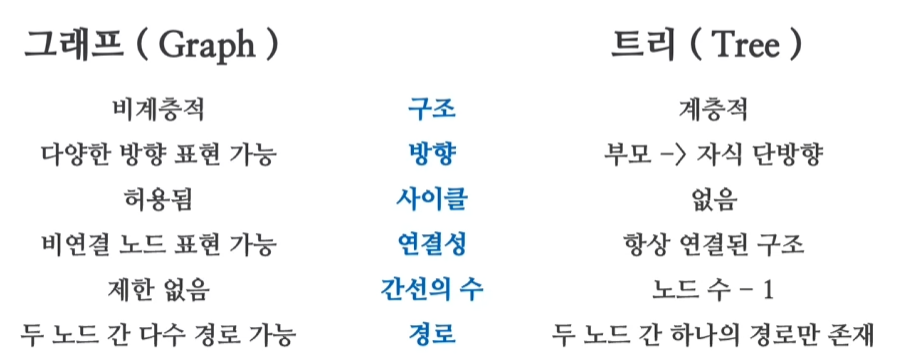 그래프 ( Graph ) 트리 ( Tree )
비계층적 구조 계층적
다양한 방향 표현 가능 방향 부모 -> 자식 단방향
허용됨 사이클 없음
비연결 노드 표현 가능 연결성 항상 연결된 구조
제한 없음 간선의 수 노드 수 - 1
두 노드 간 다수 경로 가능 경로 두 노드 간 하나의 경로만 존재